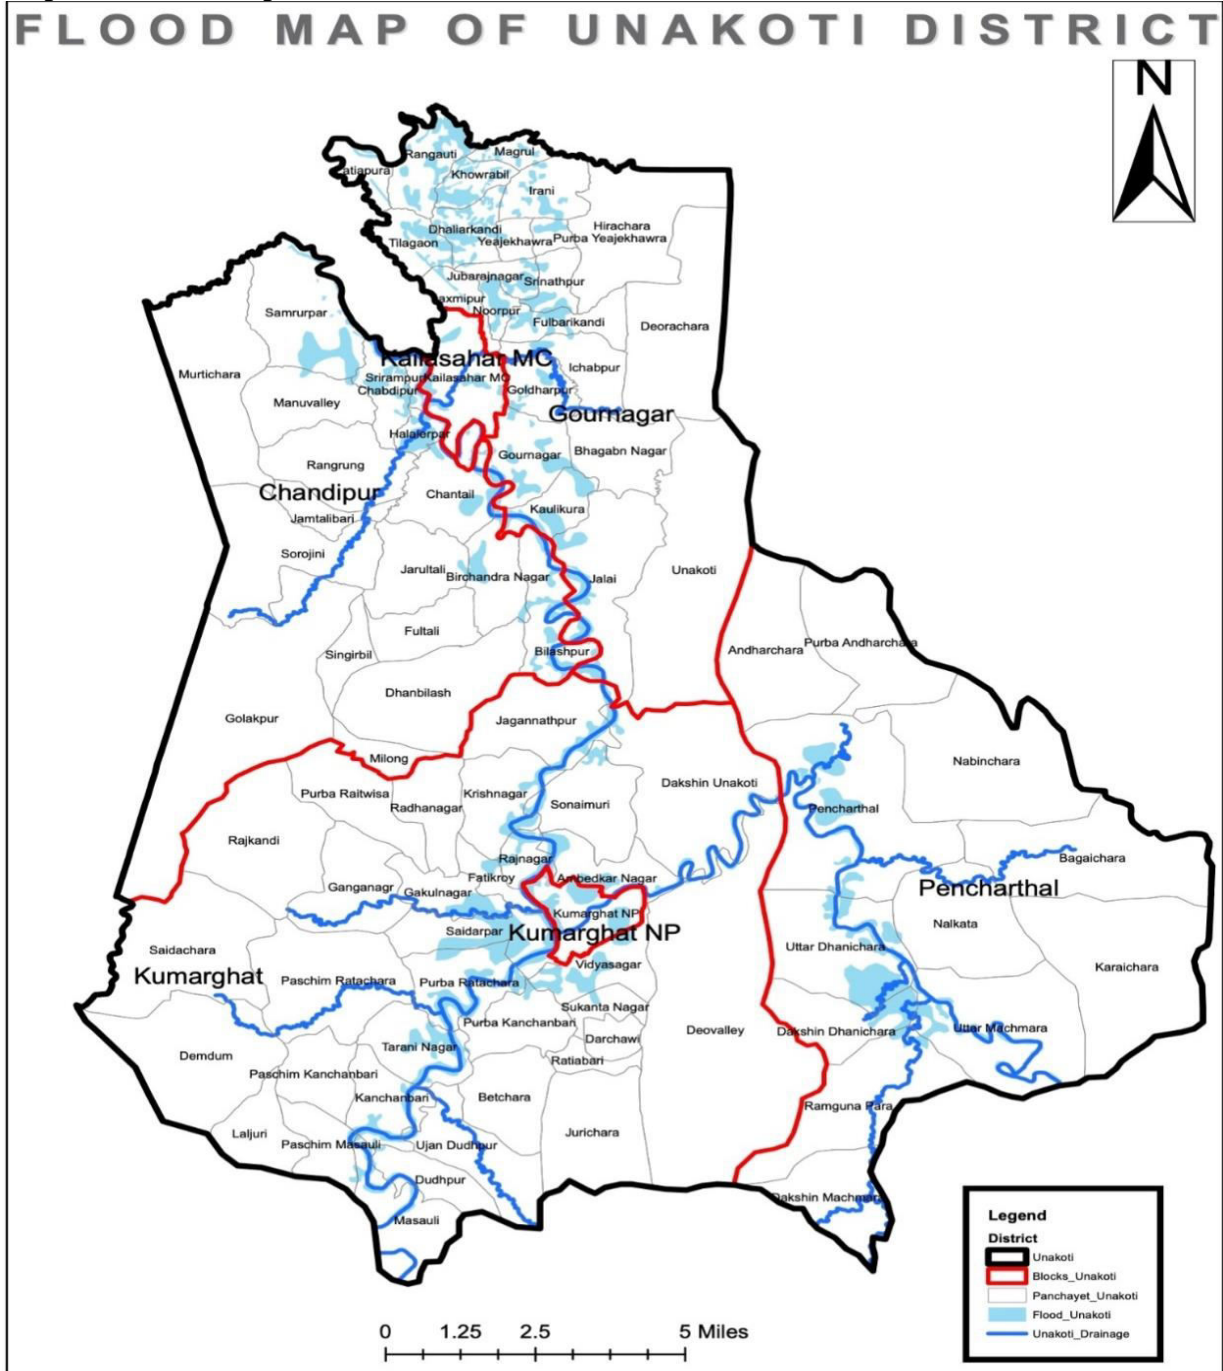 FLOOD MAP OF UNAKOTI DISTRICT
N
Rangauti
Magrul
atiapura
Khowrabil
Irani
Hirachara
Dhaliarkandi
Tilagaon
Yeajekhawra
Purba Yeajekhawra
Jubarajnagar
Srinathpur
axmipur
Noorpur
Samrurpar
Fulbarikandi
Deorachara
Kailasahar MC
Ichabpur
Murtichara
Srirampur
Kailasahar MC
Chabdipur
Goldharpur
Manuvalley
Gournagar
Halalerpar
Gournagar
Bhagabn Nagar
Rangrung
Chandipur
Chantail
Kaulikura
Jamtalibari
Sorojini
Jarultali
Birchandra Nagar
Jalai
Unakoti
Fultali
Singirbil
Bilashpur
Andharchara
Purba Andharchara
Dhanbilash
Golakpur
Jagannathpur
Milong
Nabinchara
Dakshin Unakoti
Purba Raitwisa
Krishnagar
Radhanagar
Sonaimuri
Pencharthal
Rajkandi
Rajnagar
Bagaichara
Fatikroy
Ambedkar Nagar
Ganganagr
Gakulnagar
Pencharthal
Kumarghat NP
Nalkata
Saidarpar
Kumarghat NP
Saidachara
Uttar Dhanichara
Kumarghat
Vidyasagar
Karaichara
Paschim Ratachara
Purba Ratachara
Sukanta Nagar
Purba Kanchanbari
Deovalley
Dakshin Dhanichara
Uttar Machmara
Darchawi
Tarani Nagar
Demdum
Ratiabari
Paschim Kanchanbari
Kanchanbari
Betchara
Ramguna Para
Laljuri
Jurichara
Paschim Masauli
Ujan Dudhpur
Dudhpur
Dakshin Machmara
Masauli
Legend
District
Unakoti
Blocks_Unakoti
Panchayet_Unakoti
Flood_Unakoti
Unakoti_Drainage
0 1.25 2.5 5 Miles